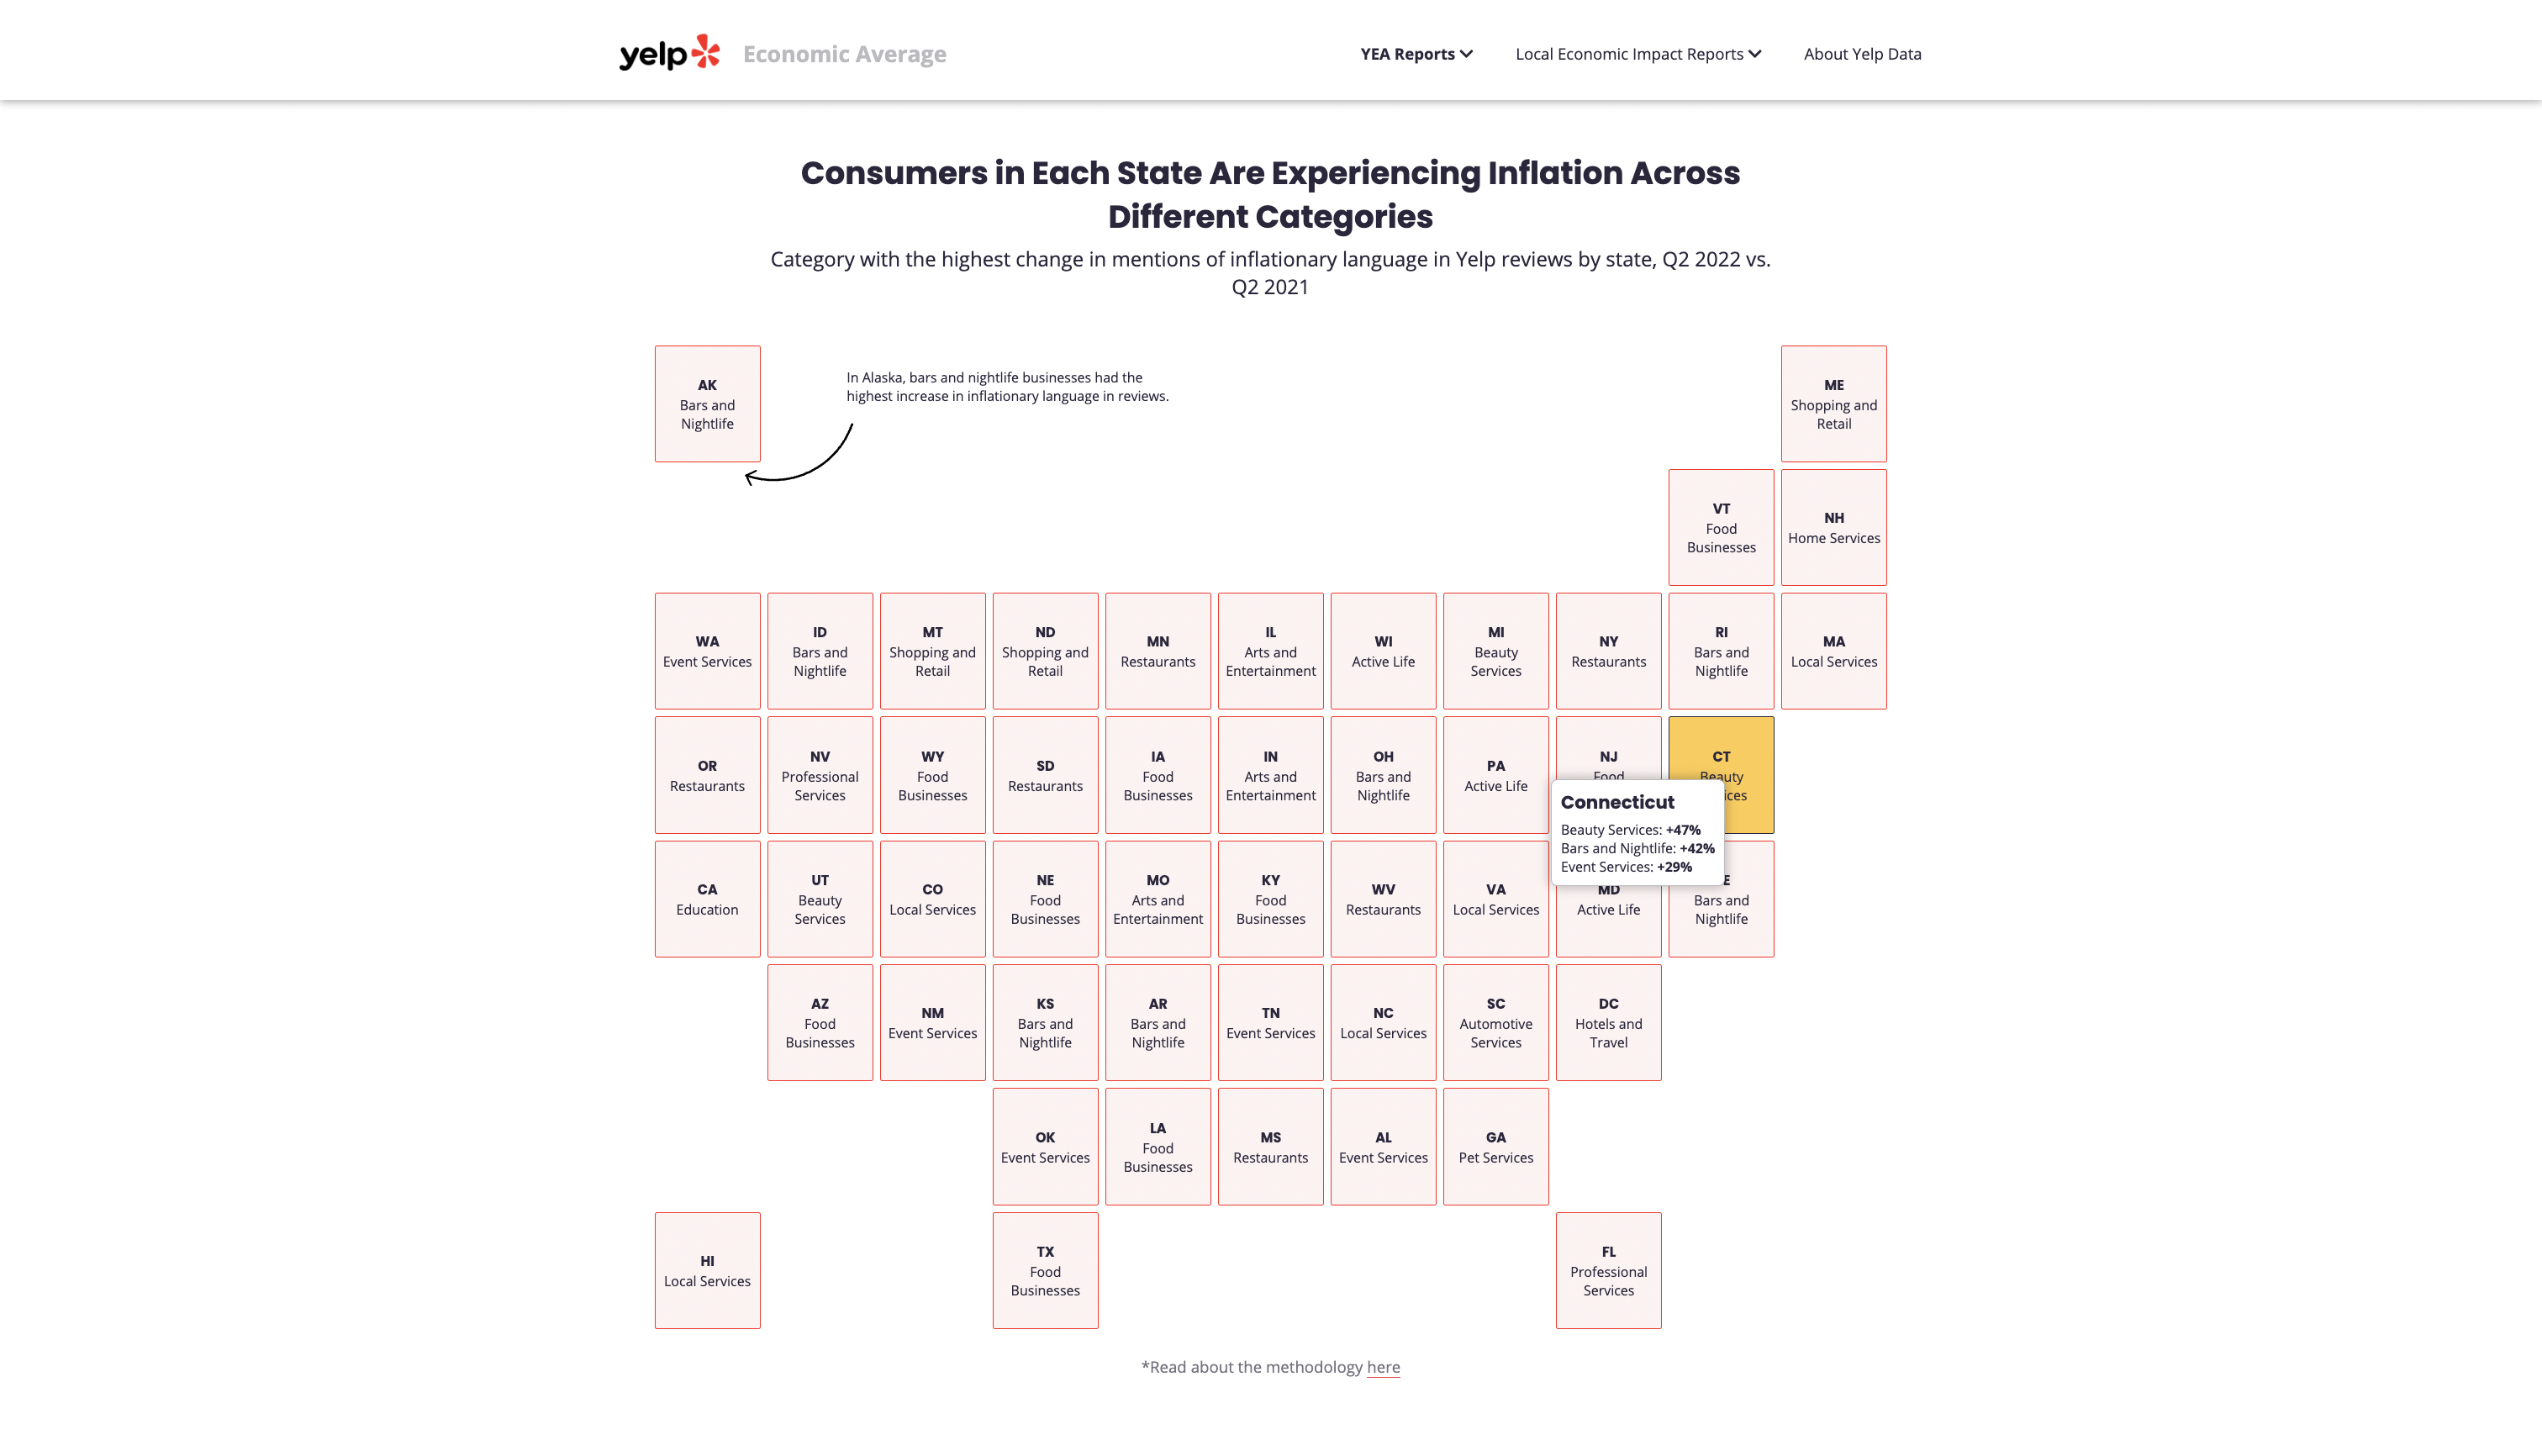 yelp Economic Average
YEA Reports
Local Economic Impact Reports
About Yelp Data
Consumers in Each State Are Experiencing Inflation Across
Different Categories
Category with the highest change in mentions of inflationary language in Yelp reviews by state, Q2 2022 vs.
Q2 2021
AK
Bars and
Nightlife
In Alaska, bars and nightlife businesses had the
highest increase in inflationary language in reviews.
ME
Shopping and
Retail
VT
Food
Businesses
NH
Home Services
WA
Event Services
ID
Bars and
Nightlife
MT
Shopping and
Retail
ND
Shopping and
Retail
MN
Restaurants
IL
Arts and
Entertainment
WI
Active Life
MI
Beauty
Services
NY
Restaurants
RI
Bars and
Nightlife
MA
Local Services
OR
Restaurants
NV
Professional
Services
WY
Food
Businesses
SD
Restaurants
IA
Food
Businesses
IN
Arts and
Entertainment
OH
Bars and
Nightlife
PA
Active Life
NJ
Food
CT
Beauty
Connecticut
Beauty Services: +47%
Bars and Nightlife: +42%
Event Services: +29%
CA
Education
UT
Beauty
Services
CO
Local Services
NE
Food
Businesses
MO
Arts and
Entertainment
KY
Food
Businesses
WV
Restaurants
VA
Local Services
MD
Active Life
Bars and
Nightlife
AZ
Food
Businesses
NM
Event Services
KS
Bars and
Nightlife
AR
Bars and
Nightlife
TN
Event Services
NC
Local Services
SC
Automotive
Services
DC
Hotels and
Travel
OK
Event Services
LA
Food
Businesses
MS
Restaurants
AL
Event Services
GA
Pet Services
HI
Local Services
TX
Food
Businesses
FL
Professional
Services
*Read about the methodology here